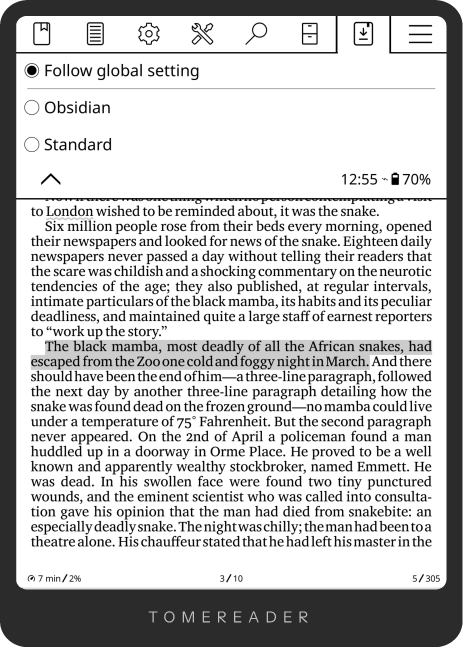 Follow global setting
Obsidian
Standard
12:55 70%
to London wished to be reminded about, it was the snake.
Six million people rose from their beds every morning, opened
their newspapers and looked for news of the snake. Eighteen daily
newspapers never passed a day without telling their readers that
the scare was childish and a shocking commentary on the neurotic
tendencies of the age; they also published, at regular intervals,
intimate particulars of the black mamba, its habits and its peculiar
deadliness, and maintained quite a large staff of earnest reporters
to “work up the story.”
The black mamba, most deadly of all the African snakes, had
escaped from the Zoo one cold and foggy night in March. And there
should have been the end of him—a three-line paragraph, followed
the next day by another three-line paragraph detailing how the
snake was found dead on the frozen ground—no mamba could live
under a temperature of 75° Fahrenheit. But the second paragraph
never appeared. On the 2nd of April a policeman found a man
huddled up in a doorway in Orme Place. He proved to be a well
known and apparently wealthy stockbroker, named Emmett. He
was dead. In his swollen face were found two tiny punctured
wounds, and the eminent scientist who was called into consulta-
tion gave his opinion that the man had died from snakebite: an
especially deadly snake. The night was chilly; the man had been to a
theatre alone. His chauffeur stated that he had left his master in the
7 min / 2% 3 / 10 5 / 305
TOMEREADER